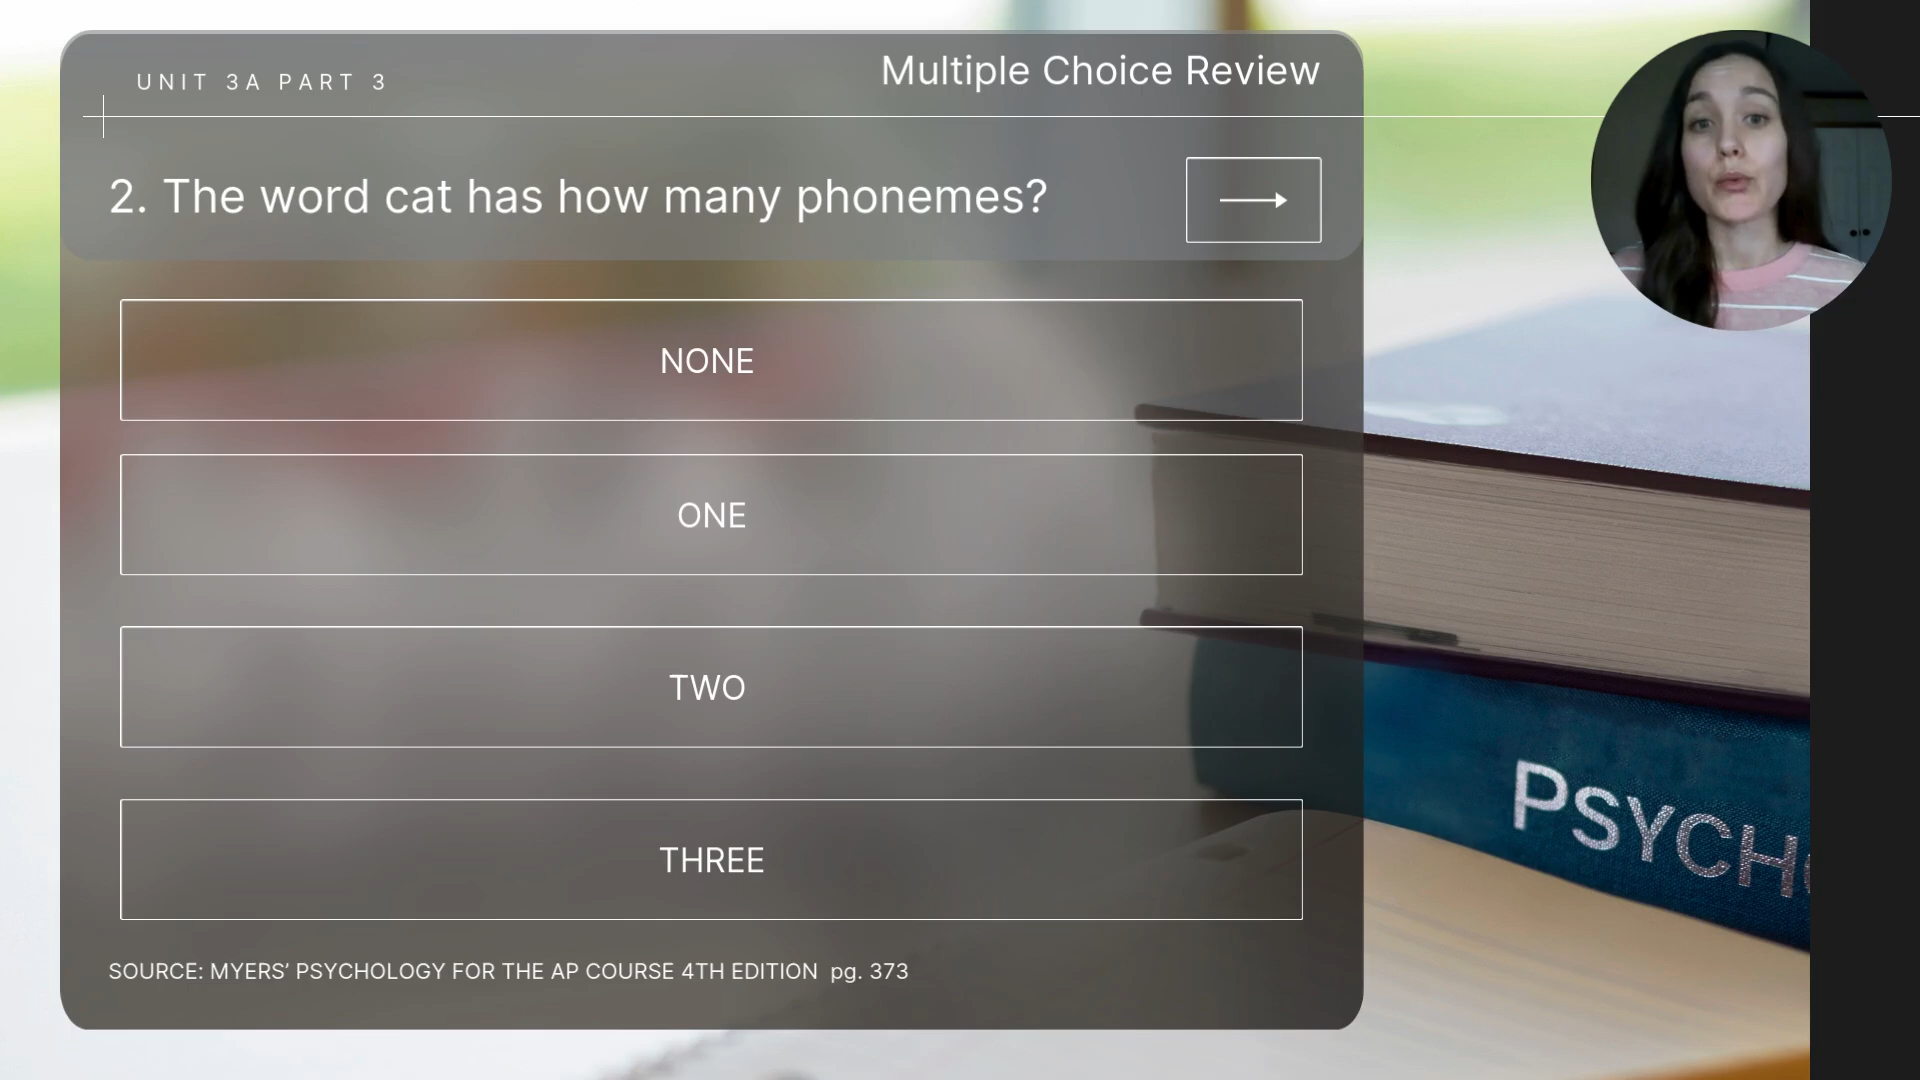 UNIT 3A PART 3
Multiple Choice Review
2. The word cat has how many phonemes?
NONE
ONE
TWO
THREE
SOURCE: MYERS’ PSYCHOLOGY FOR THE AP COURSE 4TH EDITION pg. 373
PSYCHO